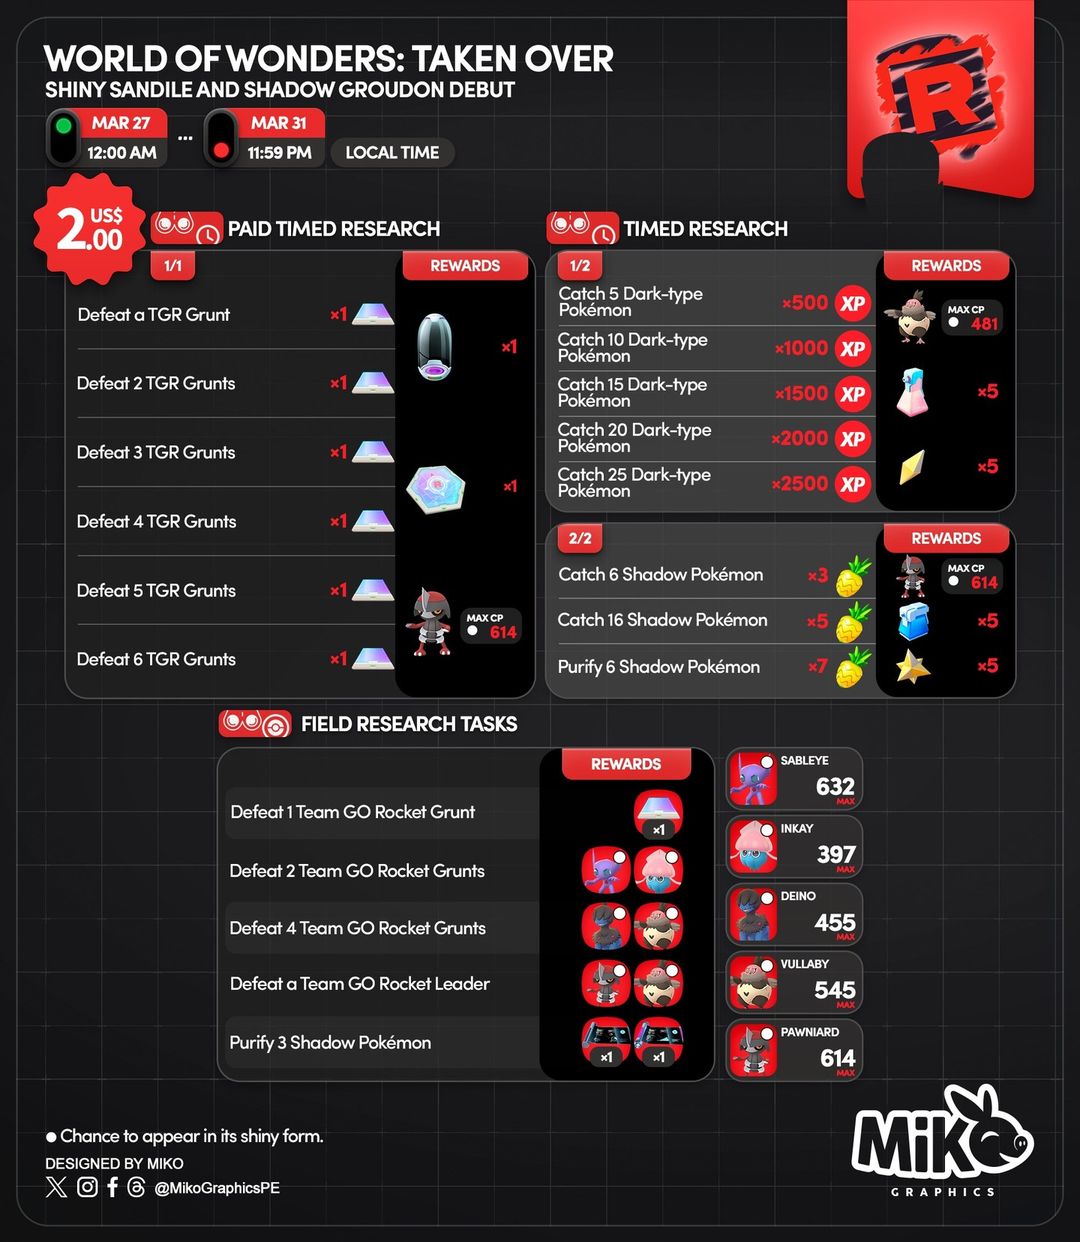 WORLD OF WONDERS: TAKEN OVER
SHINY SANDILE AND SHADOW GROUDON DEBUT
MAR 27
12:00 AM
...
MAR 31
11:59 PM
LOCAL TIME
R
2.00 US$
PAID TIMED RESEARCH
1/1
REWARDS
Defeat a TGR Grunt ×1
Defeat 2 TGR Grunts ×1
Defeat 3 TGR Grunts ×1
Defeat 4 TGR Grunts ×1
Defeat 5 TGR Grunts ×1
Defeat 6 TGR Grunts ×1
×1
×1
MAX CP
614
TIMED RESEARCH
1/2
REWARDS
Catch 5 Dark-type
Pokémon
×500 XP
Catch 10 Dark-type
Pokémon
×1000 XP
Catch 15 Dark-type
Pokémon
×1500 XP
Catch 20 Dark-type
Pokémon
×2000 XP
Catch 25 Dark-type
Pokémon
×2500 XP
MAX CP
481
×5
×5
2/2
REWARDS
Catch 6 Shadow Pokémon ×3
Catch 16 Shadow Pokémon ×5
Purify 6 Shadow Pokémon ×7
MAX CP
614
×5
×5
FIELD RESEARCH TASKS
REWARDS
Defeat 1 Team GO Rocket Grunt
×1
Defeat 2 Team GO Rocket Grunts
Defeat 4 Team GO Rocket Grunts
Defeat a Team GO Rocket Leader
Purify 3 Shadow Pokémon
×1 ×1
SABLEYE
632
MAX
INKAY
397
MAX
DEINO
455
MAX
VULLABY
545
MAX
PAWNIARD
614
MAX
Chance to appear in its shiny form.
DESIGNED BY MIKO
@MikoGraphicsPE
MiKO
GRAPHICS